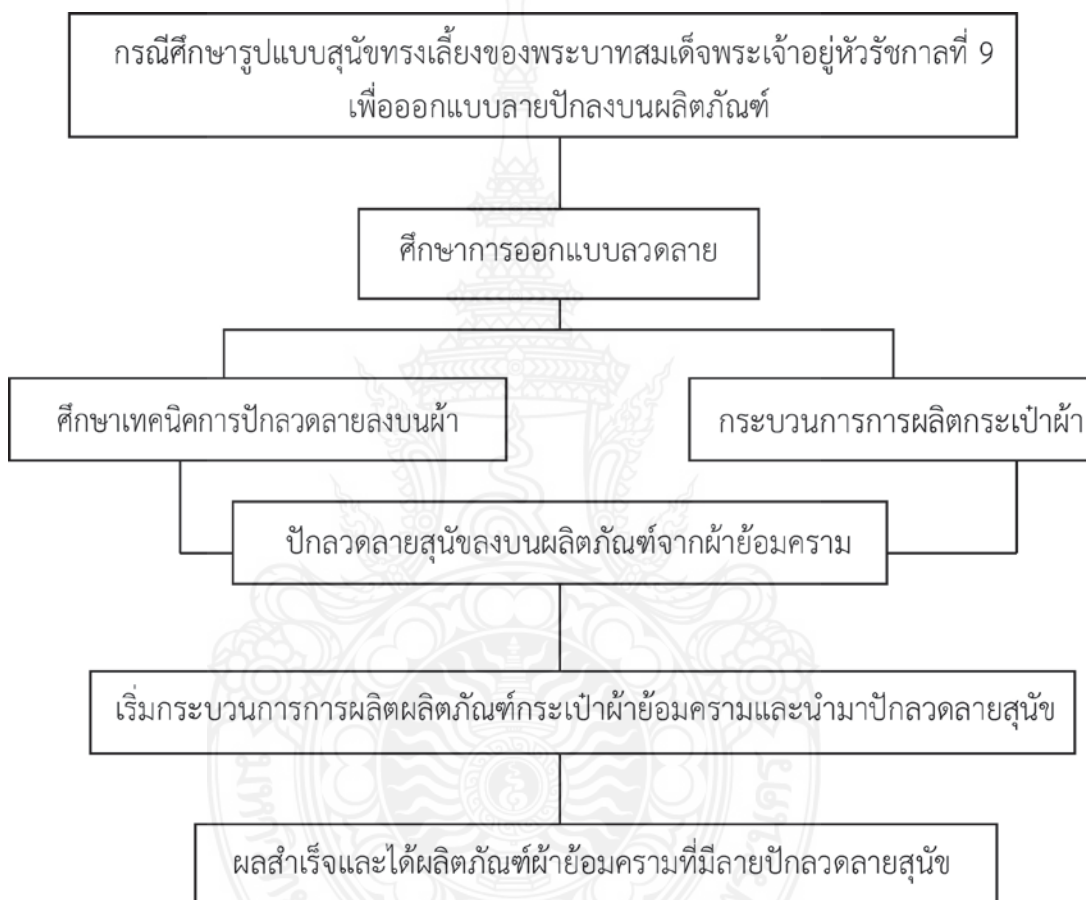 กรณีศึกษารูปแบบสุนัขทรงเลี้ยงของพระบาทสมเด็จพระเจ้าอยู่หัวรัชกาลที่ 9
เพื่อออกแบบลายปักลงบนผลิตภัณฑ์
ศึกษาการออกแบบลวดลาย
ศึกษาเทคนิคการปักลวดลายลงบนผ้า
กระบวนการการผลิตกระเป๋าผ้า
ปักลวดลายสุนัขลงบนผลิตภัณฑ์จากผ้าย้อมคราม
เริ่มกระบวนการการผลิตผลิตภัณฑ์กระเป๋าผ้าย้อมครามและนำมาปักลวดลายสุนัข
ผลสำเร็จและได้ผลิตภัณฑ์ผ้าย้อมครามที่มีลายปักลวดลายสุนัข